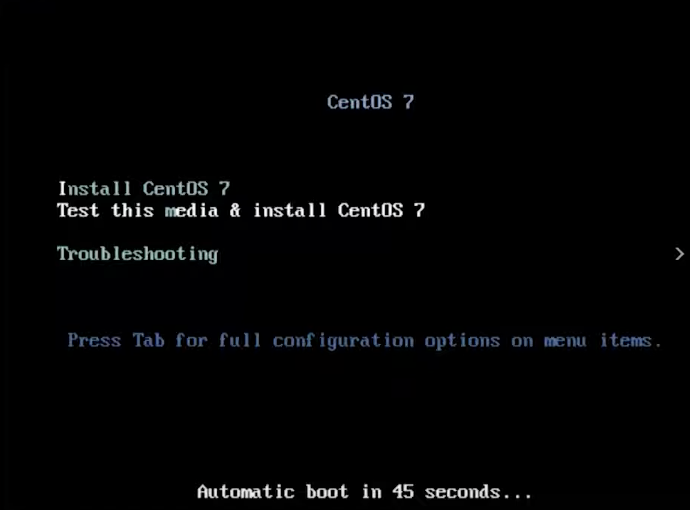 CentOS 7
Install CentOS 7
Test this media & install CentOS 7
Troubleshooting >
Press Tab for full configuration options on menu items.
Automatic boot in 45 seconds...